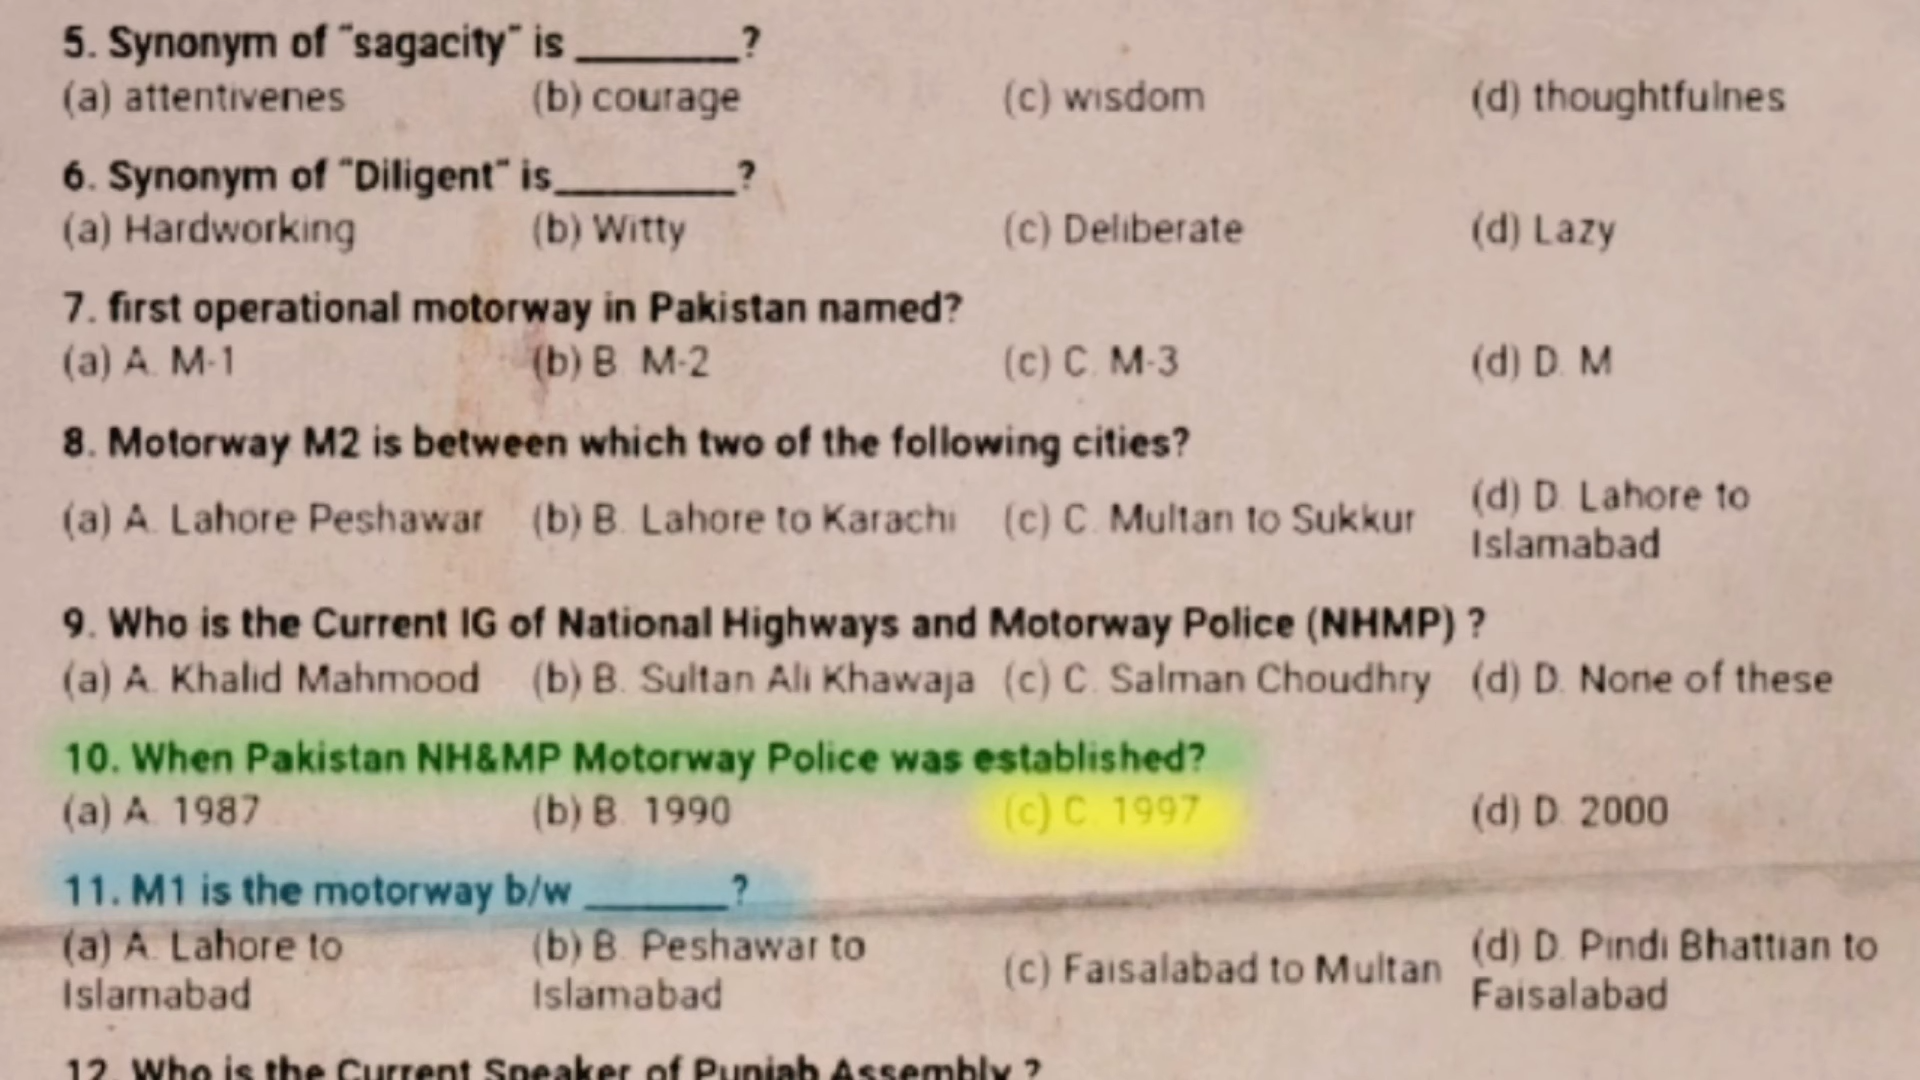 5. Synonym of "sagacity" is ________?
(a) attentivenes (b) courage (c) wisdom (d) thoughtfulnes
6. Synonym of "Diligent" is_________?
(a) Hardworking (b) Witty (c) Deliberate (d) Lazy
7. first operational motorway in Pakistan named?
(a) A. M-1 (b) B. M-2 (c) C. M-3 (d) D. M
8. Motorway M2 is between which two of the following cities?
(a) A. Lahore Peshawar (b) B. Lahore to Karachi (c) C. Multan to Sukkur (d) D. Lahore to
Islamabad
9. Who is the Current IG of National Highways and Motorway Police (NHMP) ?
(a) A. Khalid Mahmood (b) B. Sultan Ali Khawaja (c) C. Salman Choudhry (d) D. None of these
10. When Pakistan NH&MP Motorway Police was established?
(a) A. 1987 (b) B. 1990 (c) C. 1997 (d) D. 2000
11. M1 is the motorway b/w _______?
(a) A. Lahore to (b) B. Peshawar to (c) Faisalabad to Multan (d) D. Pindi Bhattian to
Islamabad Islamabad Faisalabad
12. Who is the Current Speaker of Punjab Assembly ?